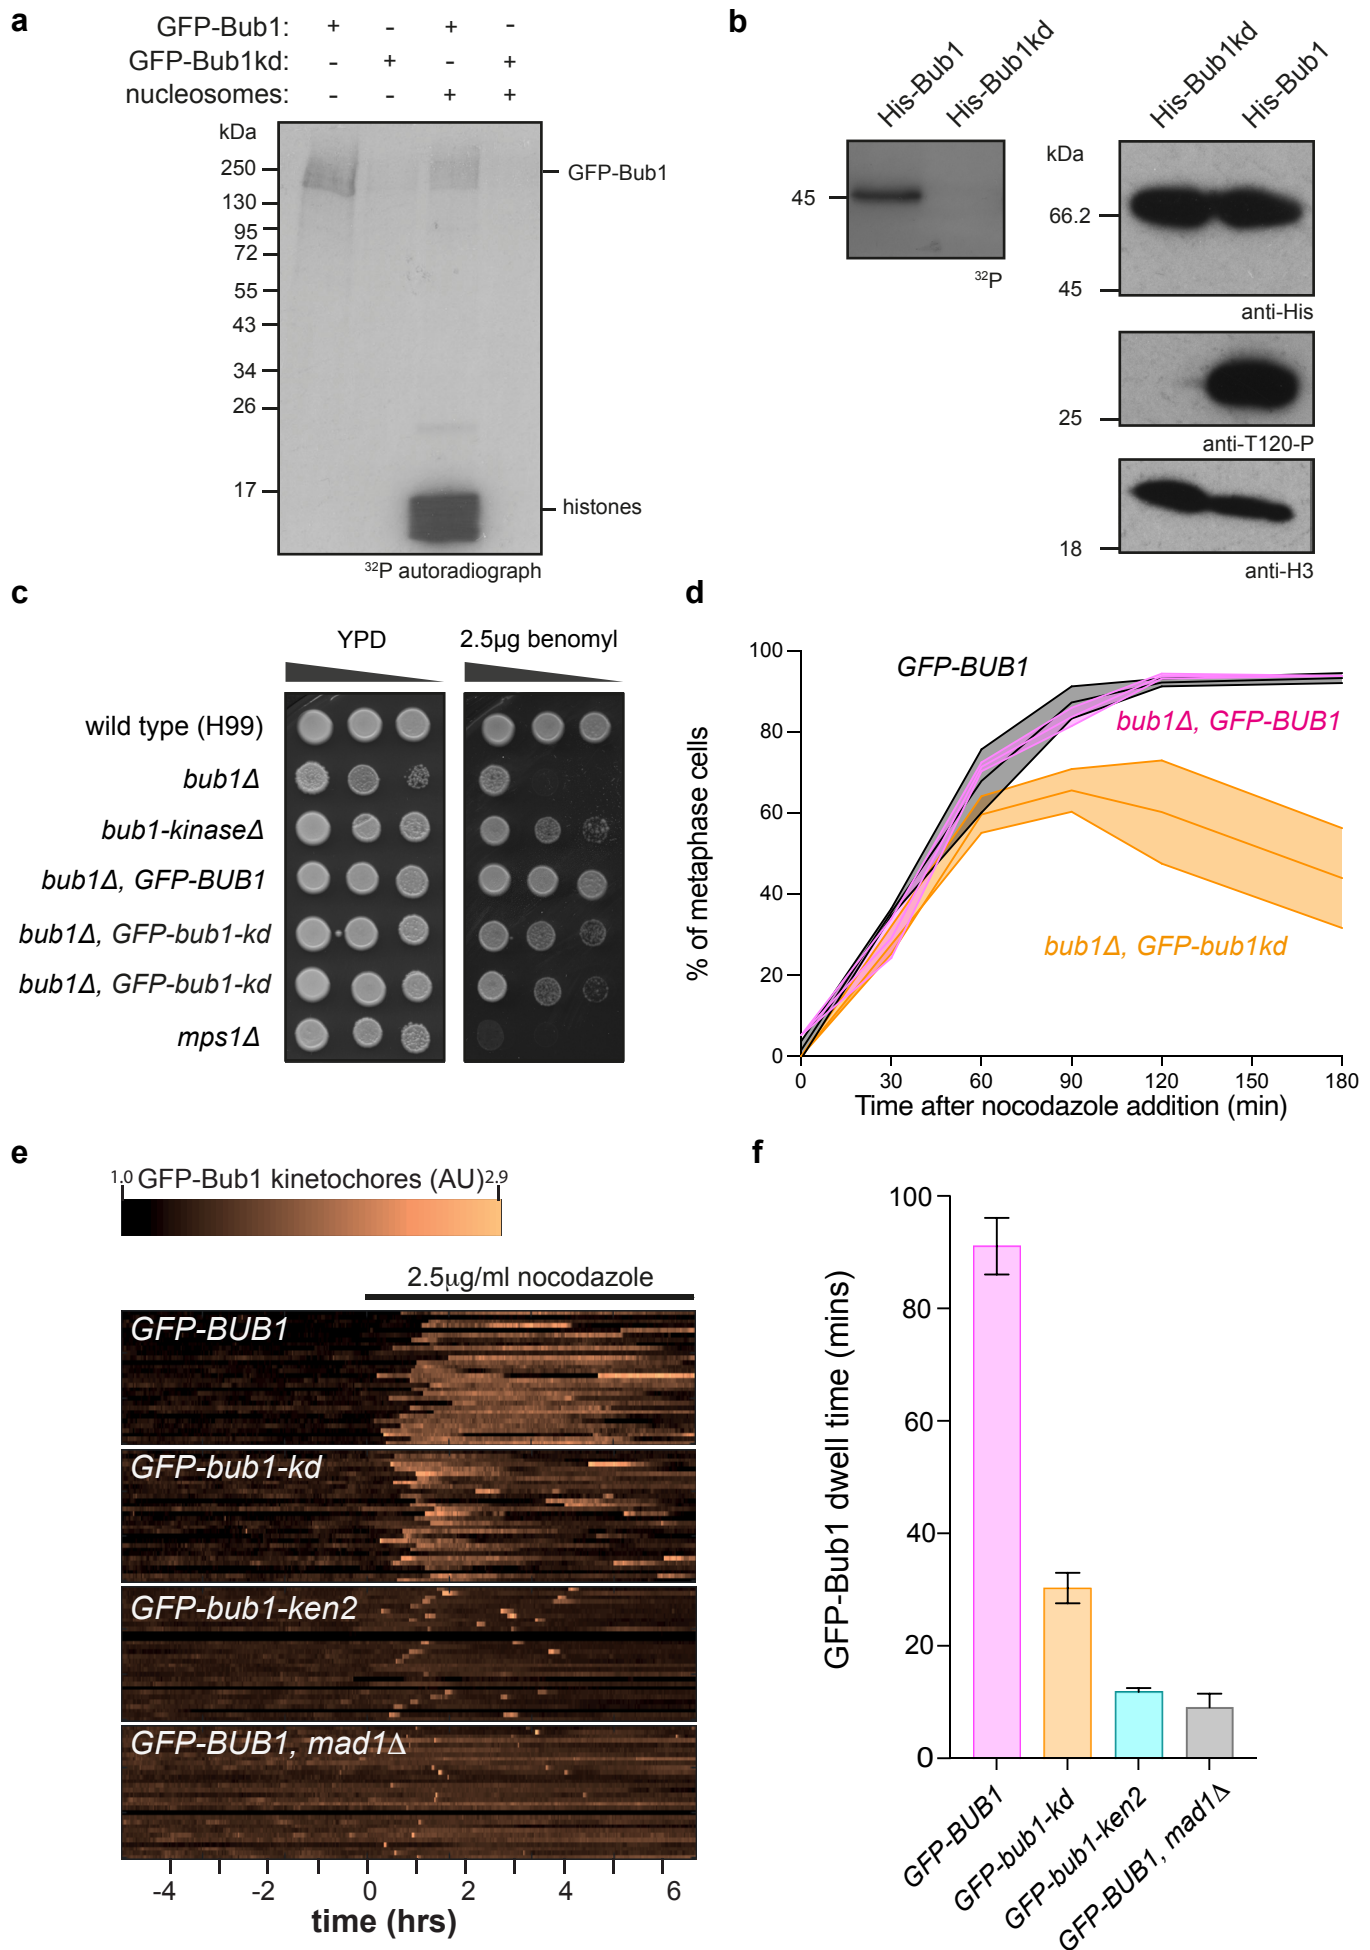 a
GFP-Bub1: + - + -
GFP-Bub1kd: - + - +
nucleosomes: - - + +
kDa
250
130
95
72
55
43
34
26
17
GFP-Bub1
histones
32P autoradiograph
b
His-Bub1
His-Bub1kd
45
32P
His-Bub1kd
His-Bub1
kDa
66.2
45
anti-His
25
anti-T120-P
18
anti-H3
c
YPD
2.5µg benomyl
wild type (H99)
bub1Δ
bub1-kinaseΔ
bub1Δ, GFP-BUB1
bub1Δ, GFP-bub1-kd
bub1Δ, GFP-bub1-kd
mps1Δ
d
% of metaphase cells
100
80
60
40
20
0
GFP-BUB1
bub1Δ, GFP-BUB1
bub1Δ, GFP-bub1kd
0 30 60 90 120 150 180
Time after nocodazole addition (min)
e
1.0 GFP-Bub1 kinetochores (AU) 2.9
2.5µg/ml nocodazole
GFP-BUB1
GFP-bub1-kd
GFP-bub1-ken2
GFP-BUB1, mad1Δ
-4 -2 0 2 4 6
time (hrs)
f
GFP-Bub1 dwell time (mins)
100
80
60
40
20
0
GFP-BUB1
GFP-bub1-kd
GFP-bub1-ken2
GFP-BUB1, mad1Δ